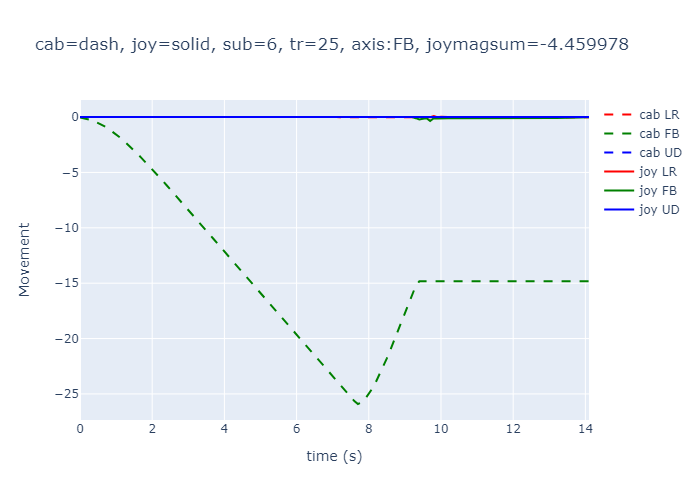 cab=dash, joy=solid, sub=6, tr=25, axis:FB, joymagsum=-4.459978
0
−5
−10
−15
−20
−25
Movement
0 2 4 6 8 10 12 14
time (s)
cab LR
cab FB
cab UD
joy LR
joy FB
joy UD